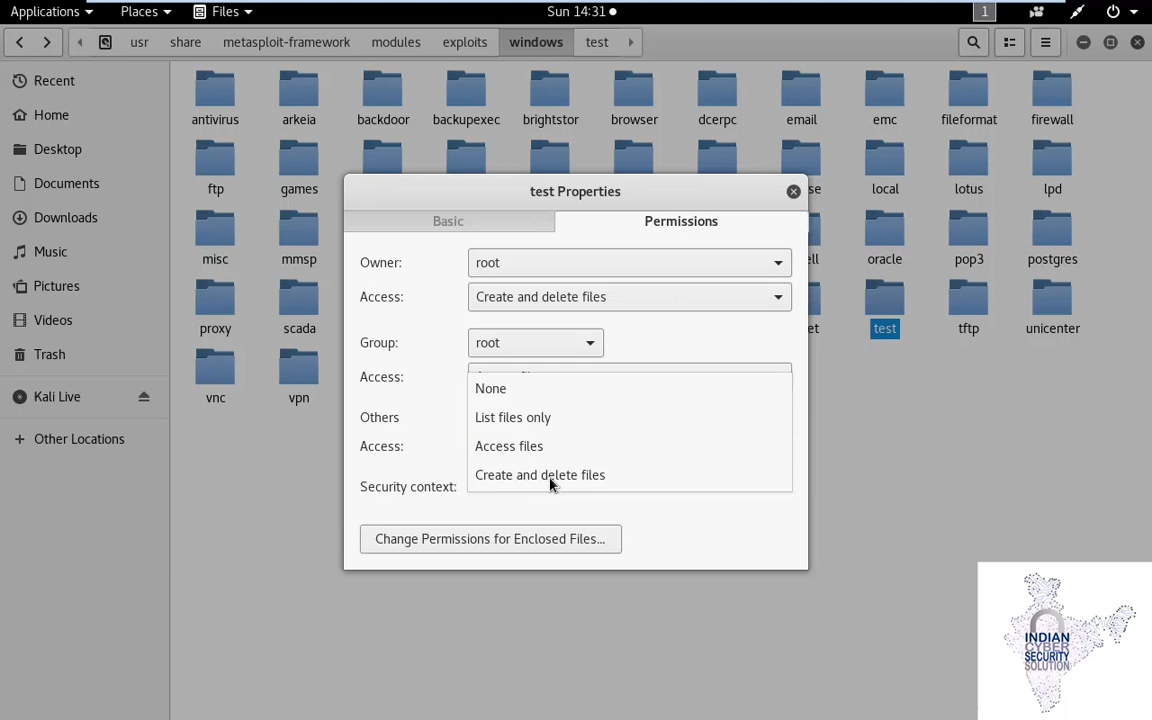 Applications Places Files Sun 14:31 1
usr share metasploit-framework modules exploits windows test
Recent
Home
Desktop
Documents
Downloads
Music
Pictures
Videos
Trash
Kali Live
+ Other Locations
antivirus arkeia backdoor backupexec brightstor browser dcerpc email emc fileformat firewall
ftp games se local lotus lpd
misc mmsp ell oracle pop3 postgres
proxy scada et test tftp unicenter
vnc vpn
test Properties
Basic Permissions
Owner: root
Access: Create and delete files
Group: root
Access:
None
List files only
Others
Access: Access files
Create and delete files
Security context:
Change Permissions for Enclosed Files...
INDIAN
CYBER
SECURITY
SOLUTION